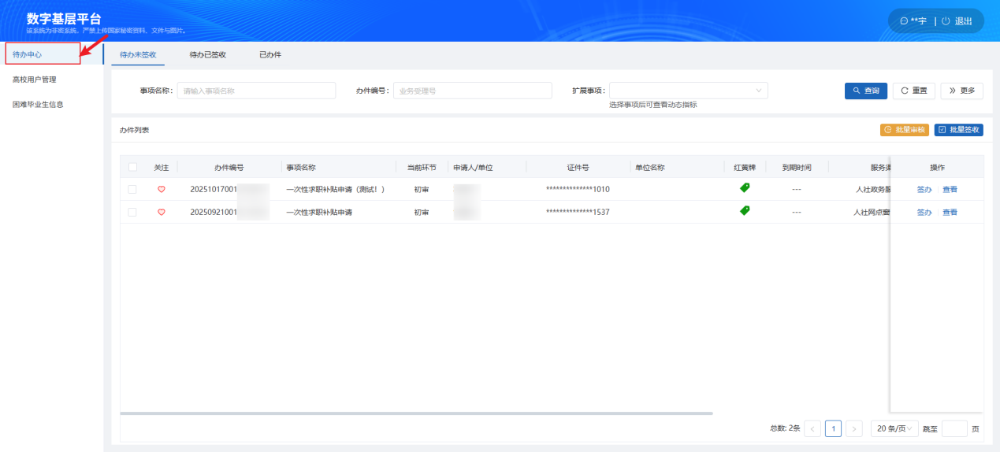 数字基层平台
该系统为非密系统，严禁上传国家秘密资料、文件与图片。
**宇 | 退出
待办中心
高校用户管理
困难毕业生信息
待办未签收 待办已签收 已办件
事项名称： 请输入事项名称 办件编号： 业务受理号 扩展事项： 查询 重置 更多
选择事项后可查看动态指标
办件列表 批量审核 批量签收
关注 办件编号 事项名称 当前环节 申请人/单位 证件号 单位名称 红黄牌 到期时间 服务渠 操作
20251017001 一次性求职补贴申请（测试！） 初审 **************1010 --- 人社政务服 签办 查看
20250921001 一次性求职补贴申请 初审 **************1537 --- 人社网点窗 签办 查看
总数: 2条 < 1 > 20 条/页 跳至 页